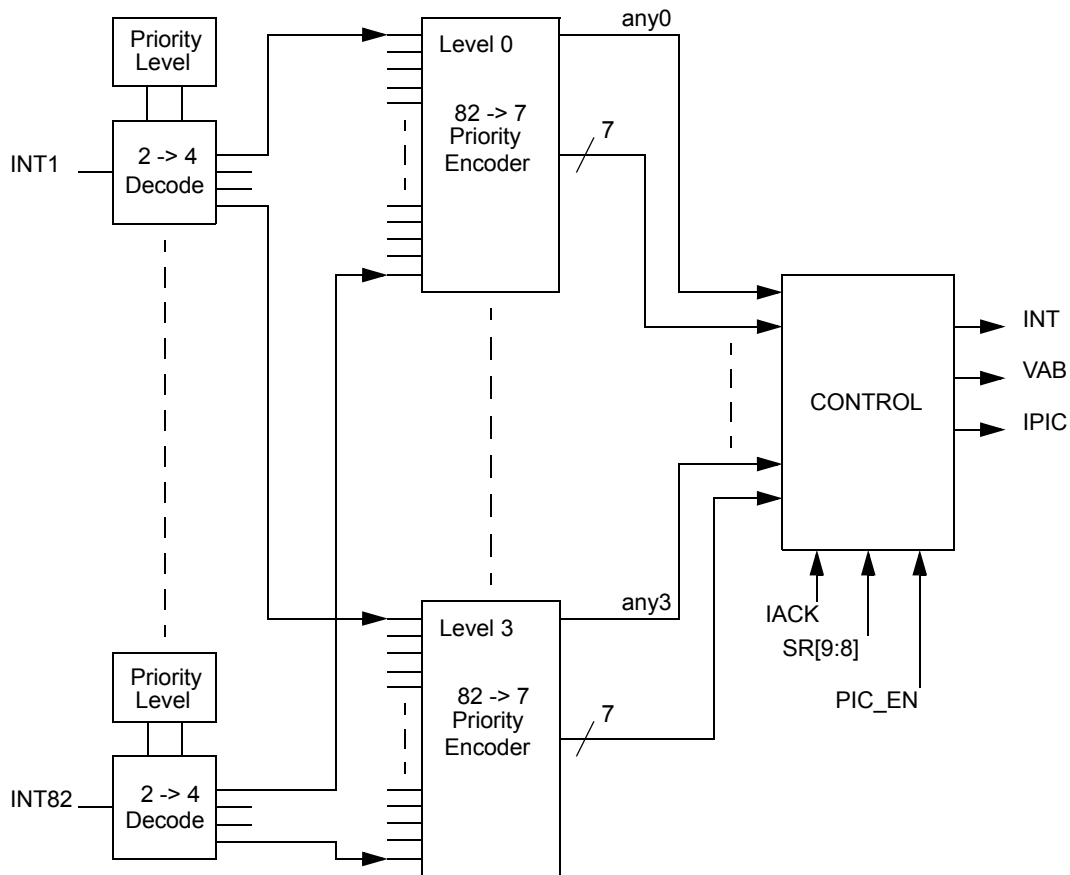 Priority
Level
2 -> 4
Decode
INT1
Level 0
82 -> 7
Priority
Encoder
any0
7
CONTROL
INT
VAB
IPIC
IACK
SR[9:8]
PIC_EN
Priority
Level
2 -> 4
Decode
INT82
Level 3
82 -> 7
Priority
Encoder
any3
7